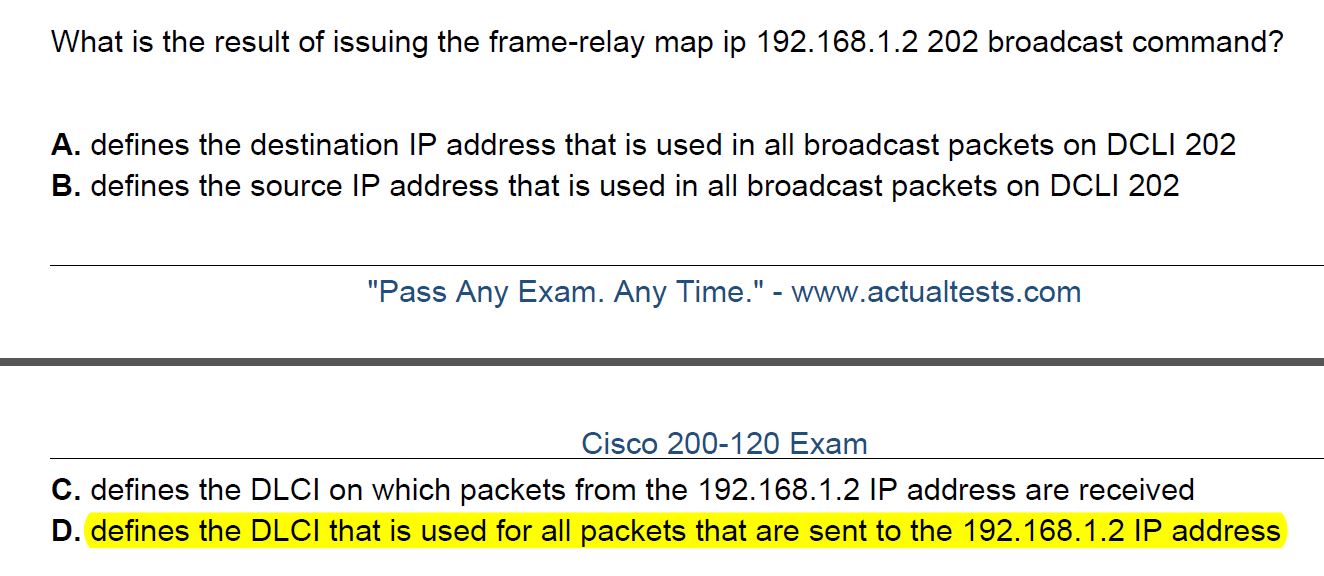 What is the result of issuing the frame-relay map ip 192.168.1.2 202 broadcast command?
A. defines the destination IP address that is used in all broadcast packets on DCLI 202
B. defines the source IP address that is used in all broadcast packets on DCLI 202
"Pass Any Exam. Any Time." - www.actualtests.com
Cisco 200-120 Exam
C. defines the DLCI on which packets from the 192.168.1.2 IP address are received
D. defines the DLCI that is used for all packets that are sent to the 192.168.1.2 IP address